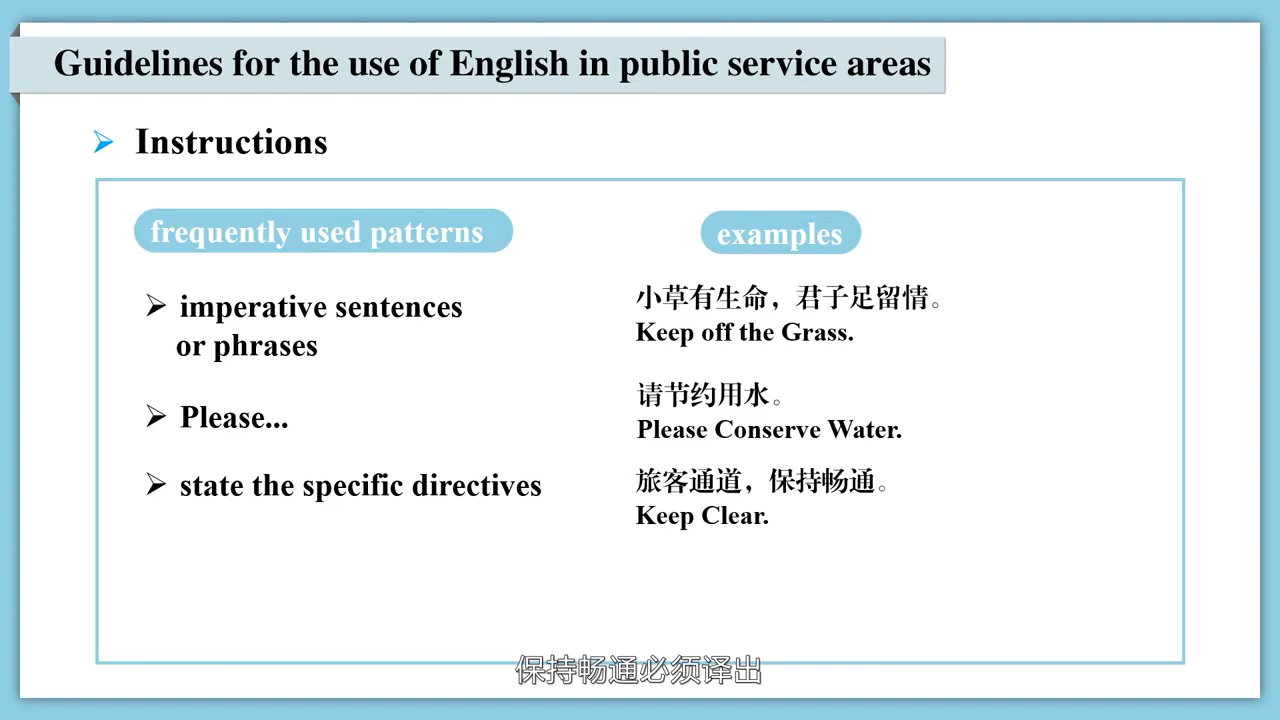 Guidelines for the use of English in public service areas
Instructions
frequently used patterns
examples
imperative sentences
or phrases
小草有生命，君子足留情。
Keep off the Grass.
Please...
请节约用水。
Please Conserve Water.
state the specific directives
旅客通道，保持畅通。
Keep Clear.
保持畅通必须译出